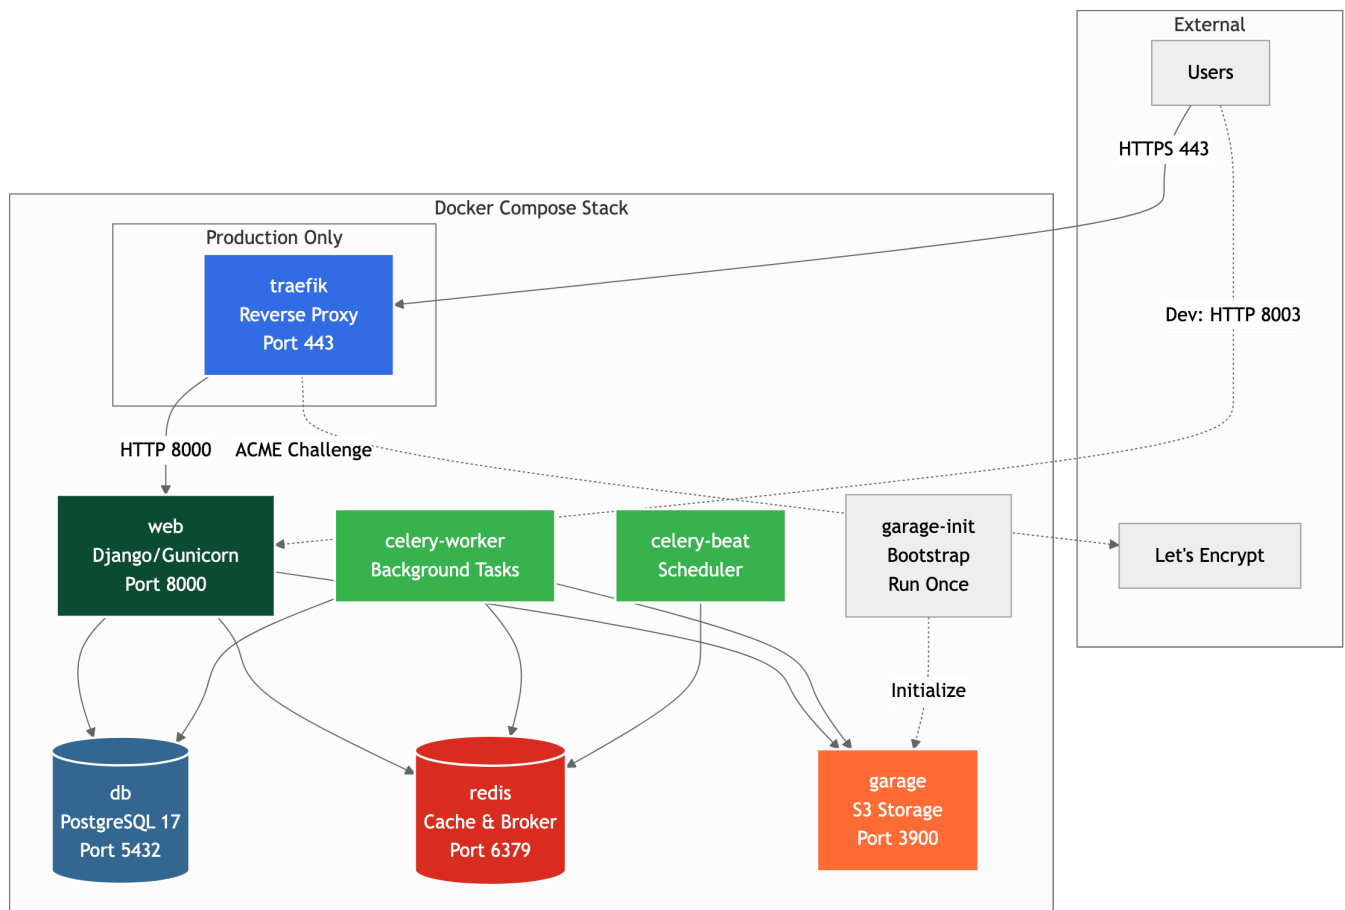 External
Users
HTTPS 443
Docker Compose Stack
Production Only
traefik
Reverse Proxy
Port 443
Dev: HTTP 8003
HTTP 8000
ACME Challenge
web
Django/Gunicorn
Port 8000
celery-worker
Background Tasks
celery-beat
Scheduler
garage-init
Bootstrap
Run Once
Let's Encrypt
Initialize
db
PostgreSQL 17
Port 5432
redis
Cache & Broker
Port 6379
garage
S3 Storage
Port 3900